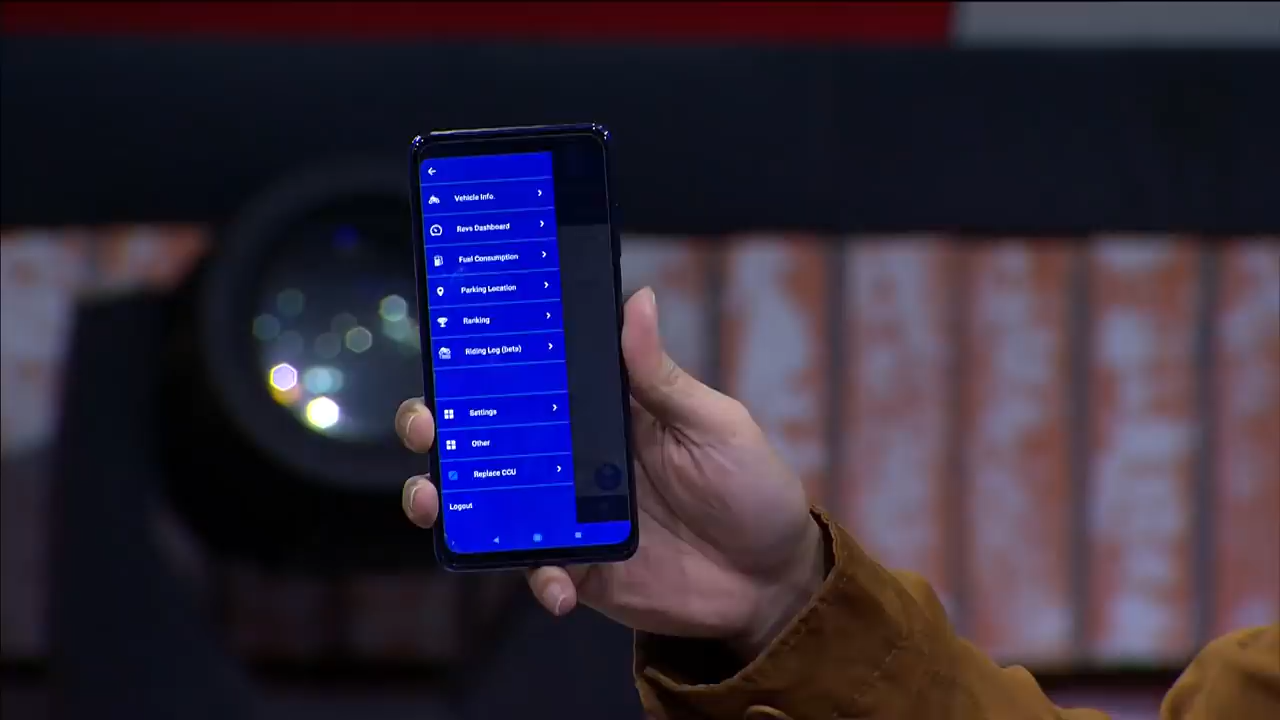 Vehicle Info.
Revs Dashboard
Fuel Consumption
Parking Location
Ranking
Riding Log (beta)
Settings
Other
Replace CCU
Logout